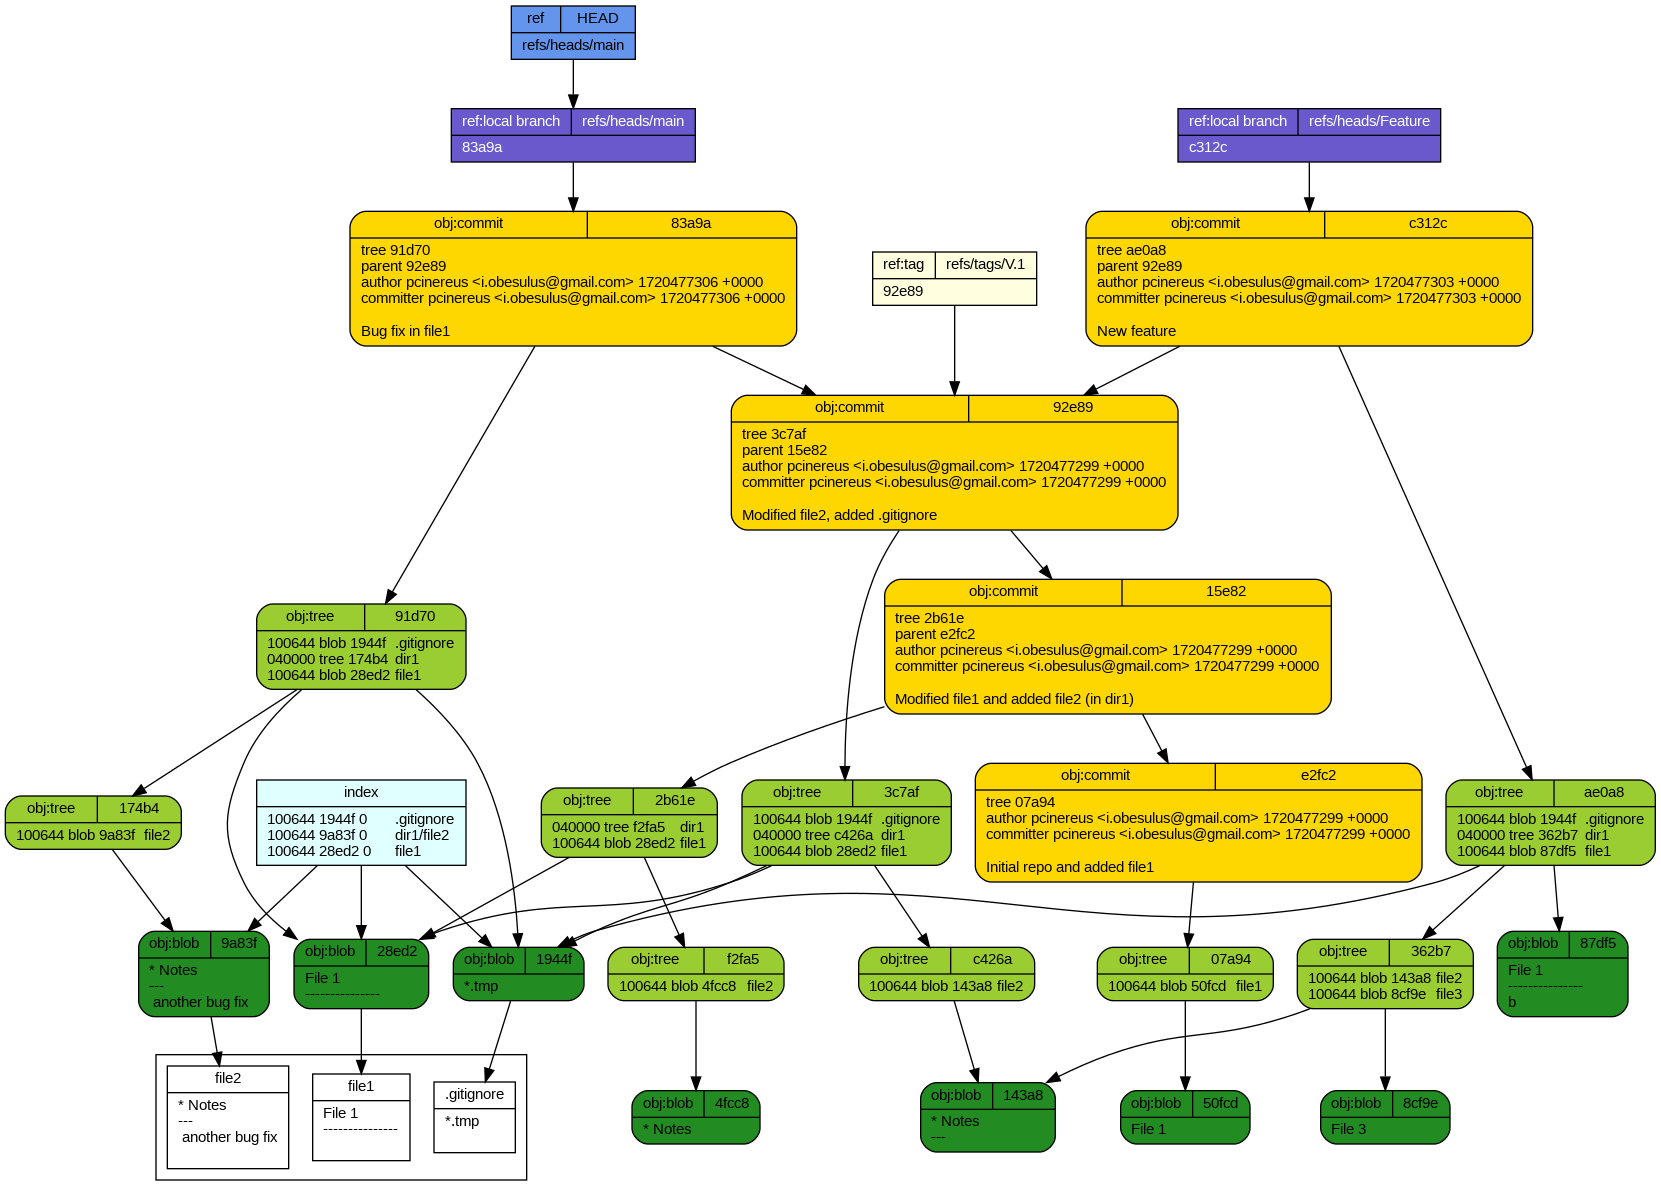 ref HEAD
refs/heads/main
ref:local branch refs/heads/main
83a9a
ref:local branch refs/heads/Feature
c312c
obj:commit 83a9a
tree 91d70
parent 92e89
author pcinereus <i.obesulus@gmail.com> 1720477306 +0000
committer pcinereus <i.obesulus@gmail.com> 1720477306 +0000
Bug fix in file1
ref:tag refs/tags/V.1
92e89
obj:commit c312c
tree ae0a8
parent 92e89
author pcinereus <i.obesulus@gmail.com> 1720477303 +0000
committer pcinereus <i.obesulus@gmail.com> 1720477303 +0000
New feature
obj:commit 92e89
tree 3c7af
parent 15e82
author pcinereus <i.obesulus@gmail.com> 1720477299 +0000
committer pcinereus <i.obesulus@gmail.com> 1720477299 +0000
Modified file2, added .gitignore
obj:commit 15e82
tree 2b61e
parent e2fc2
author pcinereus <i.obesulus@gmail.com> 1720477299 +0000
committer pcinereus <i.obesulus@gmail.com> 1720477299 +0000
Modified file1 and added file2 (in dir1)
obj:tree 91d70
100644 blob 1944f .gitignore
040000 tree 174b4 dir1
100644 blob 28ed2 file1
obj:tree 174b4
100644 blob 9a83f file2
index
100644 1944f 0 .gitignore
100644 9a83f 0 dir1/file2
100644 28ed2 0 file1
obj:tree 2b61e
040000 tree f2fa5 dir1
100644 blob 28ed2 file1
obj:tree 3c7af
100644 blob 1944f .gitignore
040000 tree c426a dir1
100644 blob 28ed2 file1
obj:commit e2fc2
tree 07a94
author pcinereus <i.obesulus@gmail.com> 1720477299 +0000
committer pcinereus <i.obesulus@gmail.com> 1720477299 +0000
Initial repo and added file1
obj:tree ae0a8
100644 blob 1944f .gitignore
040000 tree 362b7 dir1
100644 blob 87df5 file1
obj:blob 9a83f
* Notes
---
another bug fix
obj:blob 28ed2
File 1
---------------
obj:blob 1944f
*.tmp
obj:tree f2fa5
100644 blob 4fcc8 file2
obj:tree c426a
100644 blob 143a8 file2
obj:tree 07a94
100644 blob 50fcd file1
obj:tree 362b7
100644 blob 143a8 file2
100644 blob 8cf9e file3
obj:blob 87df5
File 1
---------------
b
file2
* Notes
---
another bug fix
file1
File 1
---------------
.gitignore
*.tmp
obj:blob 4fcc8
* Notes
obj:blob 143a8
* Notes
---
obj:blob 50fcd
File 1
obj:blob 8cf9e
File 3